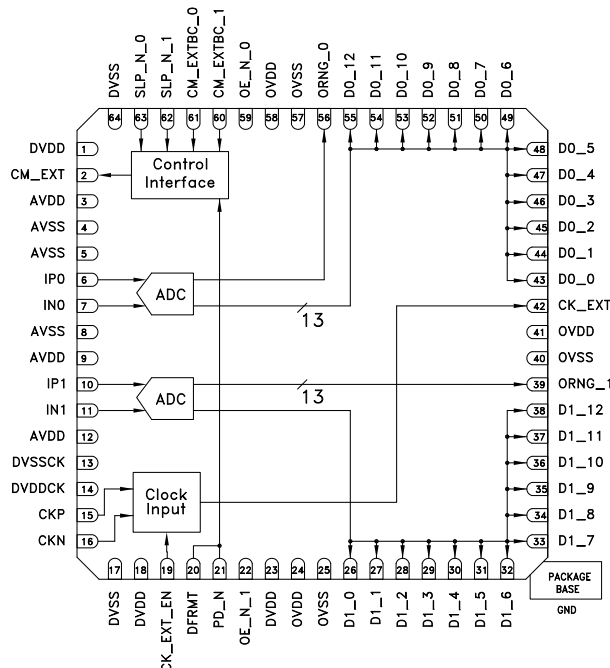 DVSS
SLP_N_0
SLP_N_1
CM_EXTBC_0
CM_EXTBC_1
OE_N_0
OVDD
OVSS
ORNG_0
D0_12
D0_11
D0_10
D0_9
D0_8
D0_7
D0_6
64 63 62 61 60 59 58 57 56 55 54 53 52 51 50 49
DVDD 1
CM_EXT 2
AVDD 3
AVSS 4
AVSS 5
IP0 6
IN0 7
AVSS 8
AVDD 9
IP1 10
IN1 11
AVDD 12
DVSSCK 13
DVDDCK 14
CKP 15
CKN 16
Control
Interface
ADC
13
ADC
13
Clock
Input
48 D0_5
47 D0_4
46 D0_3
45 D0_2
44 D0_1
43 D0_0
42 CK_EXT
41 OVDD
40 OVSS
39 ORNG_1
38 D1_12
37 D1_11
36 D1_10
35 D1_9
34 D1_8
33 D1_7
17 18 19 20 21 22 23 24 25 26 27 28 29 30 31 32
DVSS
DVDD
CK_EXT_EN
DFRMT
PD_N
OE_N_1
DVDD
OVDD
OVSS
D1_0
D1_1
D1_2
D1_3
D1_4
D1_5
D1_6
PACKAGE
BASE
GND